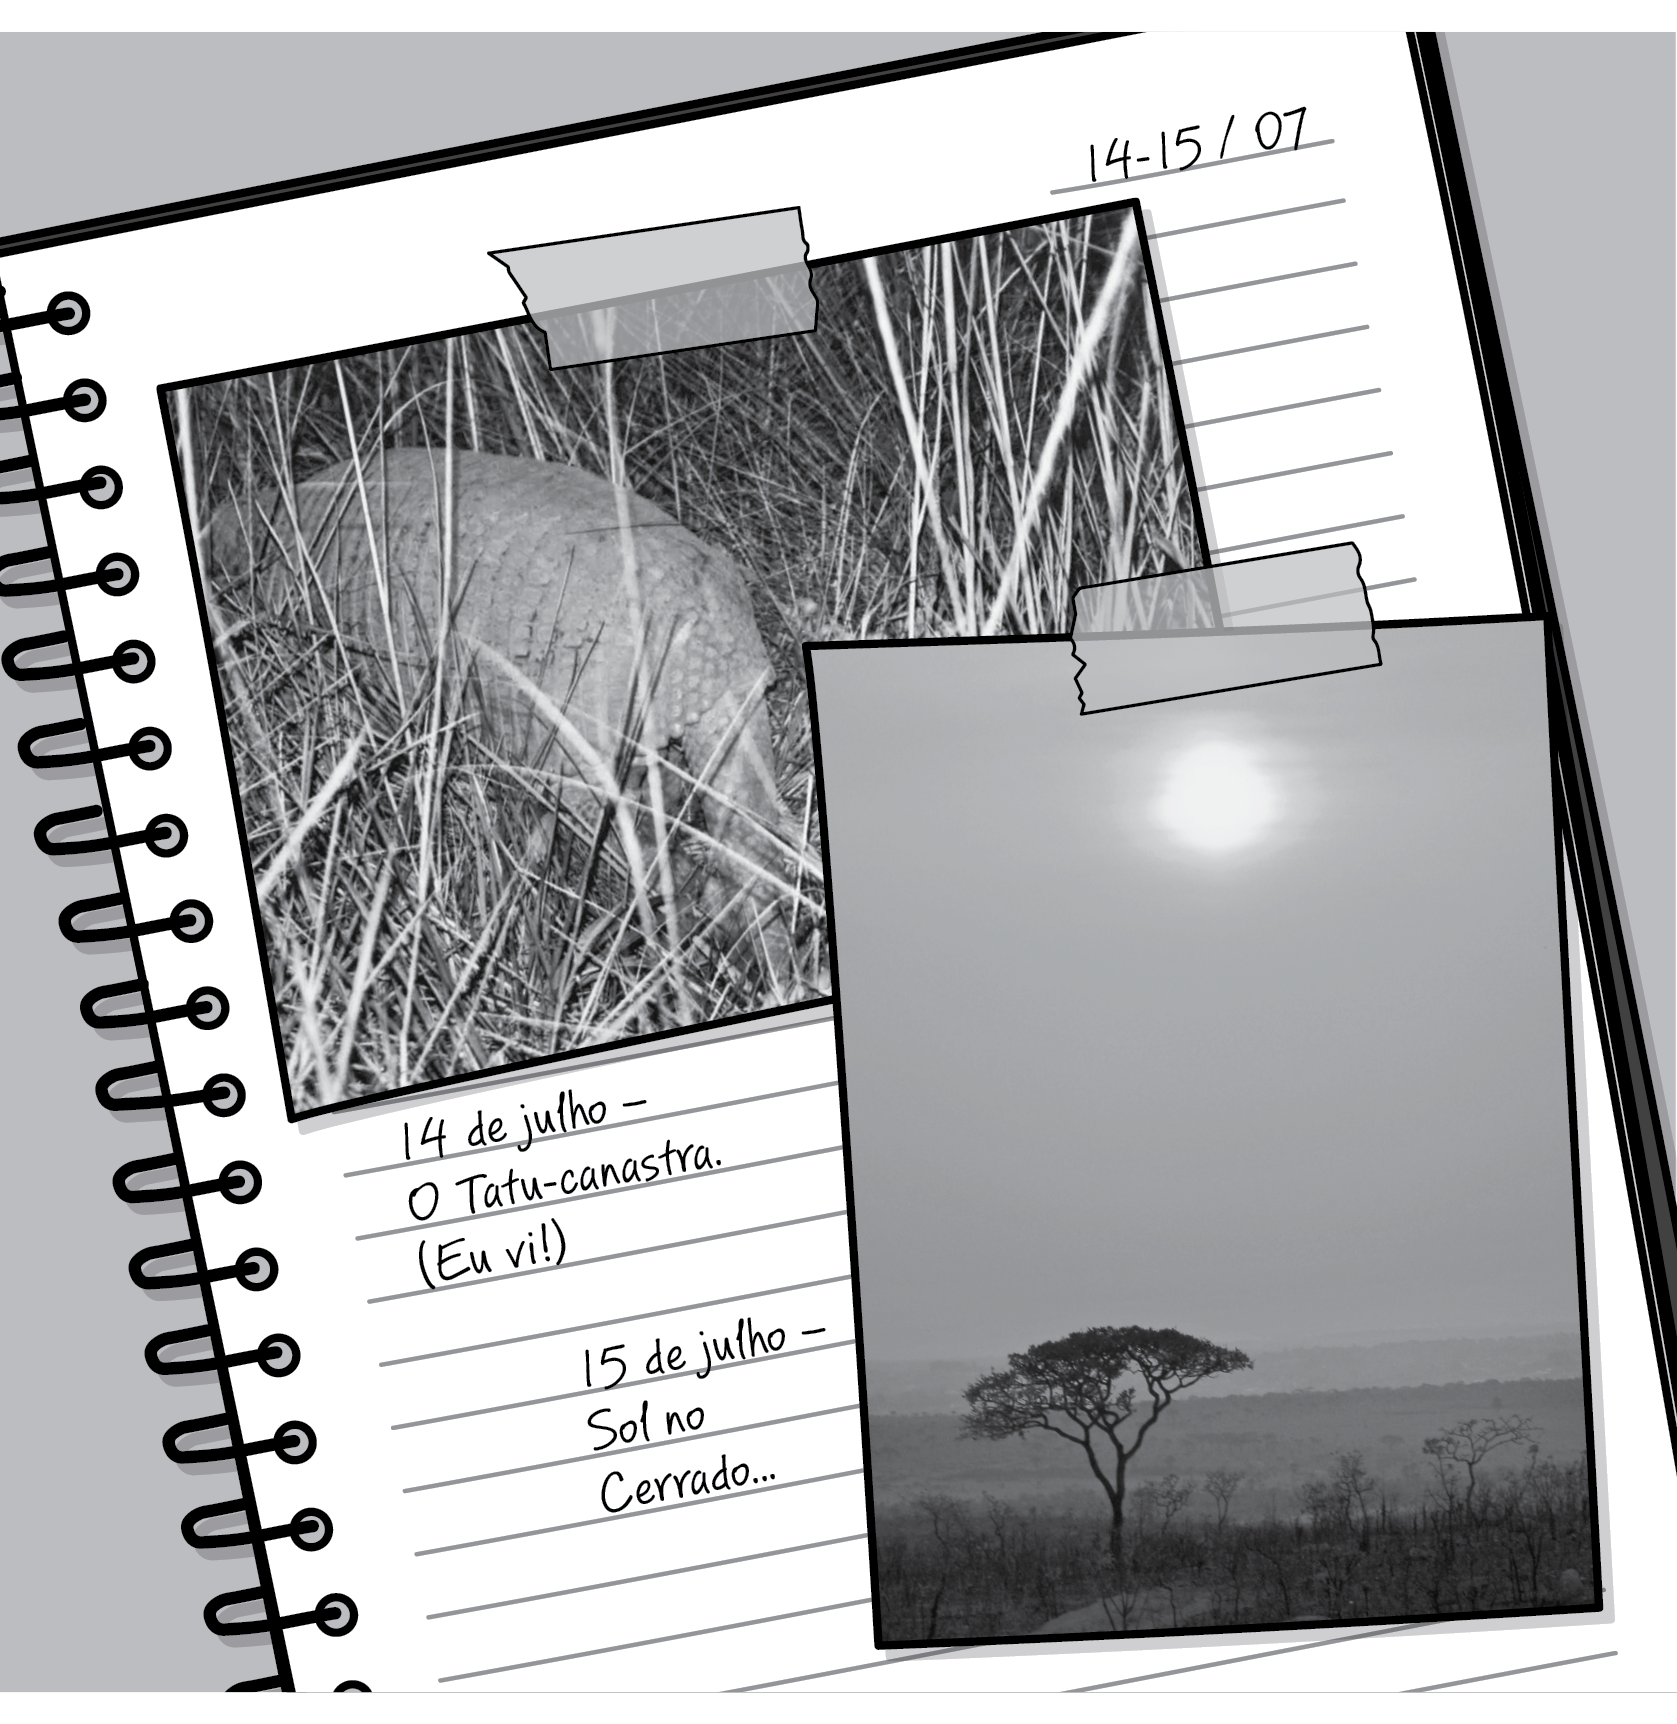 14-15 / 07
14 de julho –
O Tatu-canastra.
(Eu vi!)
15 de julho –
Sol no
Cerrado...